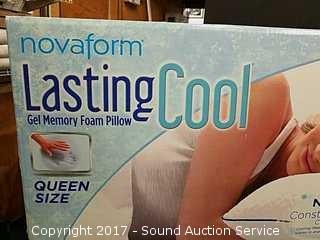 novaform
Lasting Cool
Gel Memory Foam Pillow
QUEEN
SIZE
Copyright 2017 - Sound Auction Service